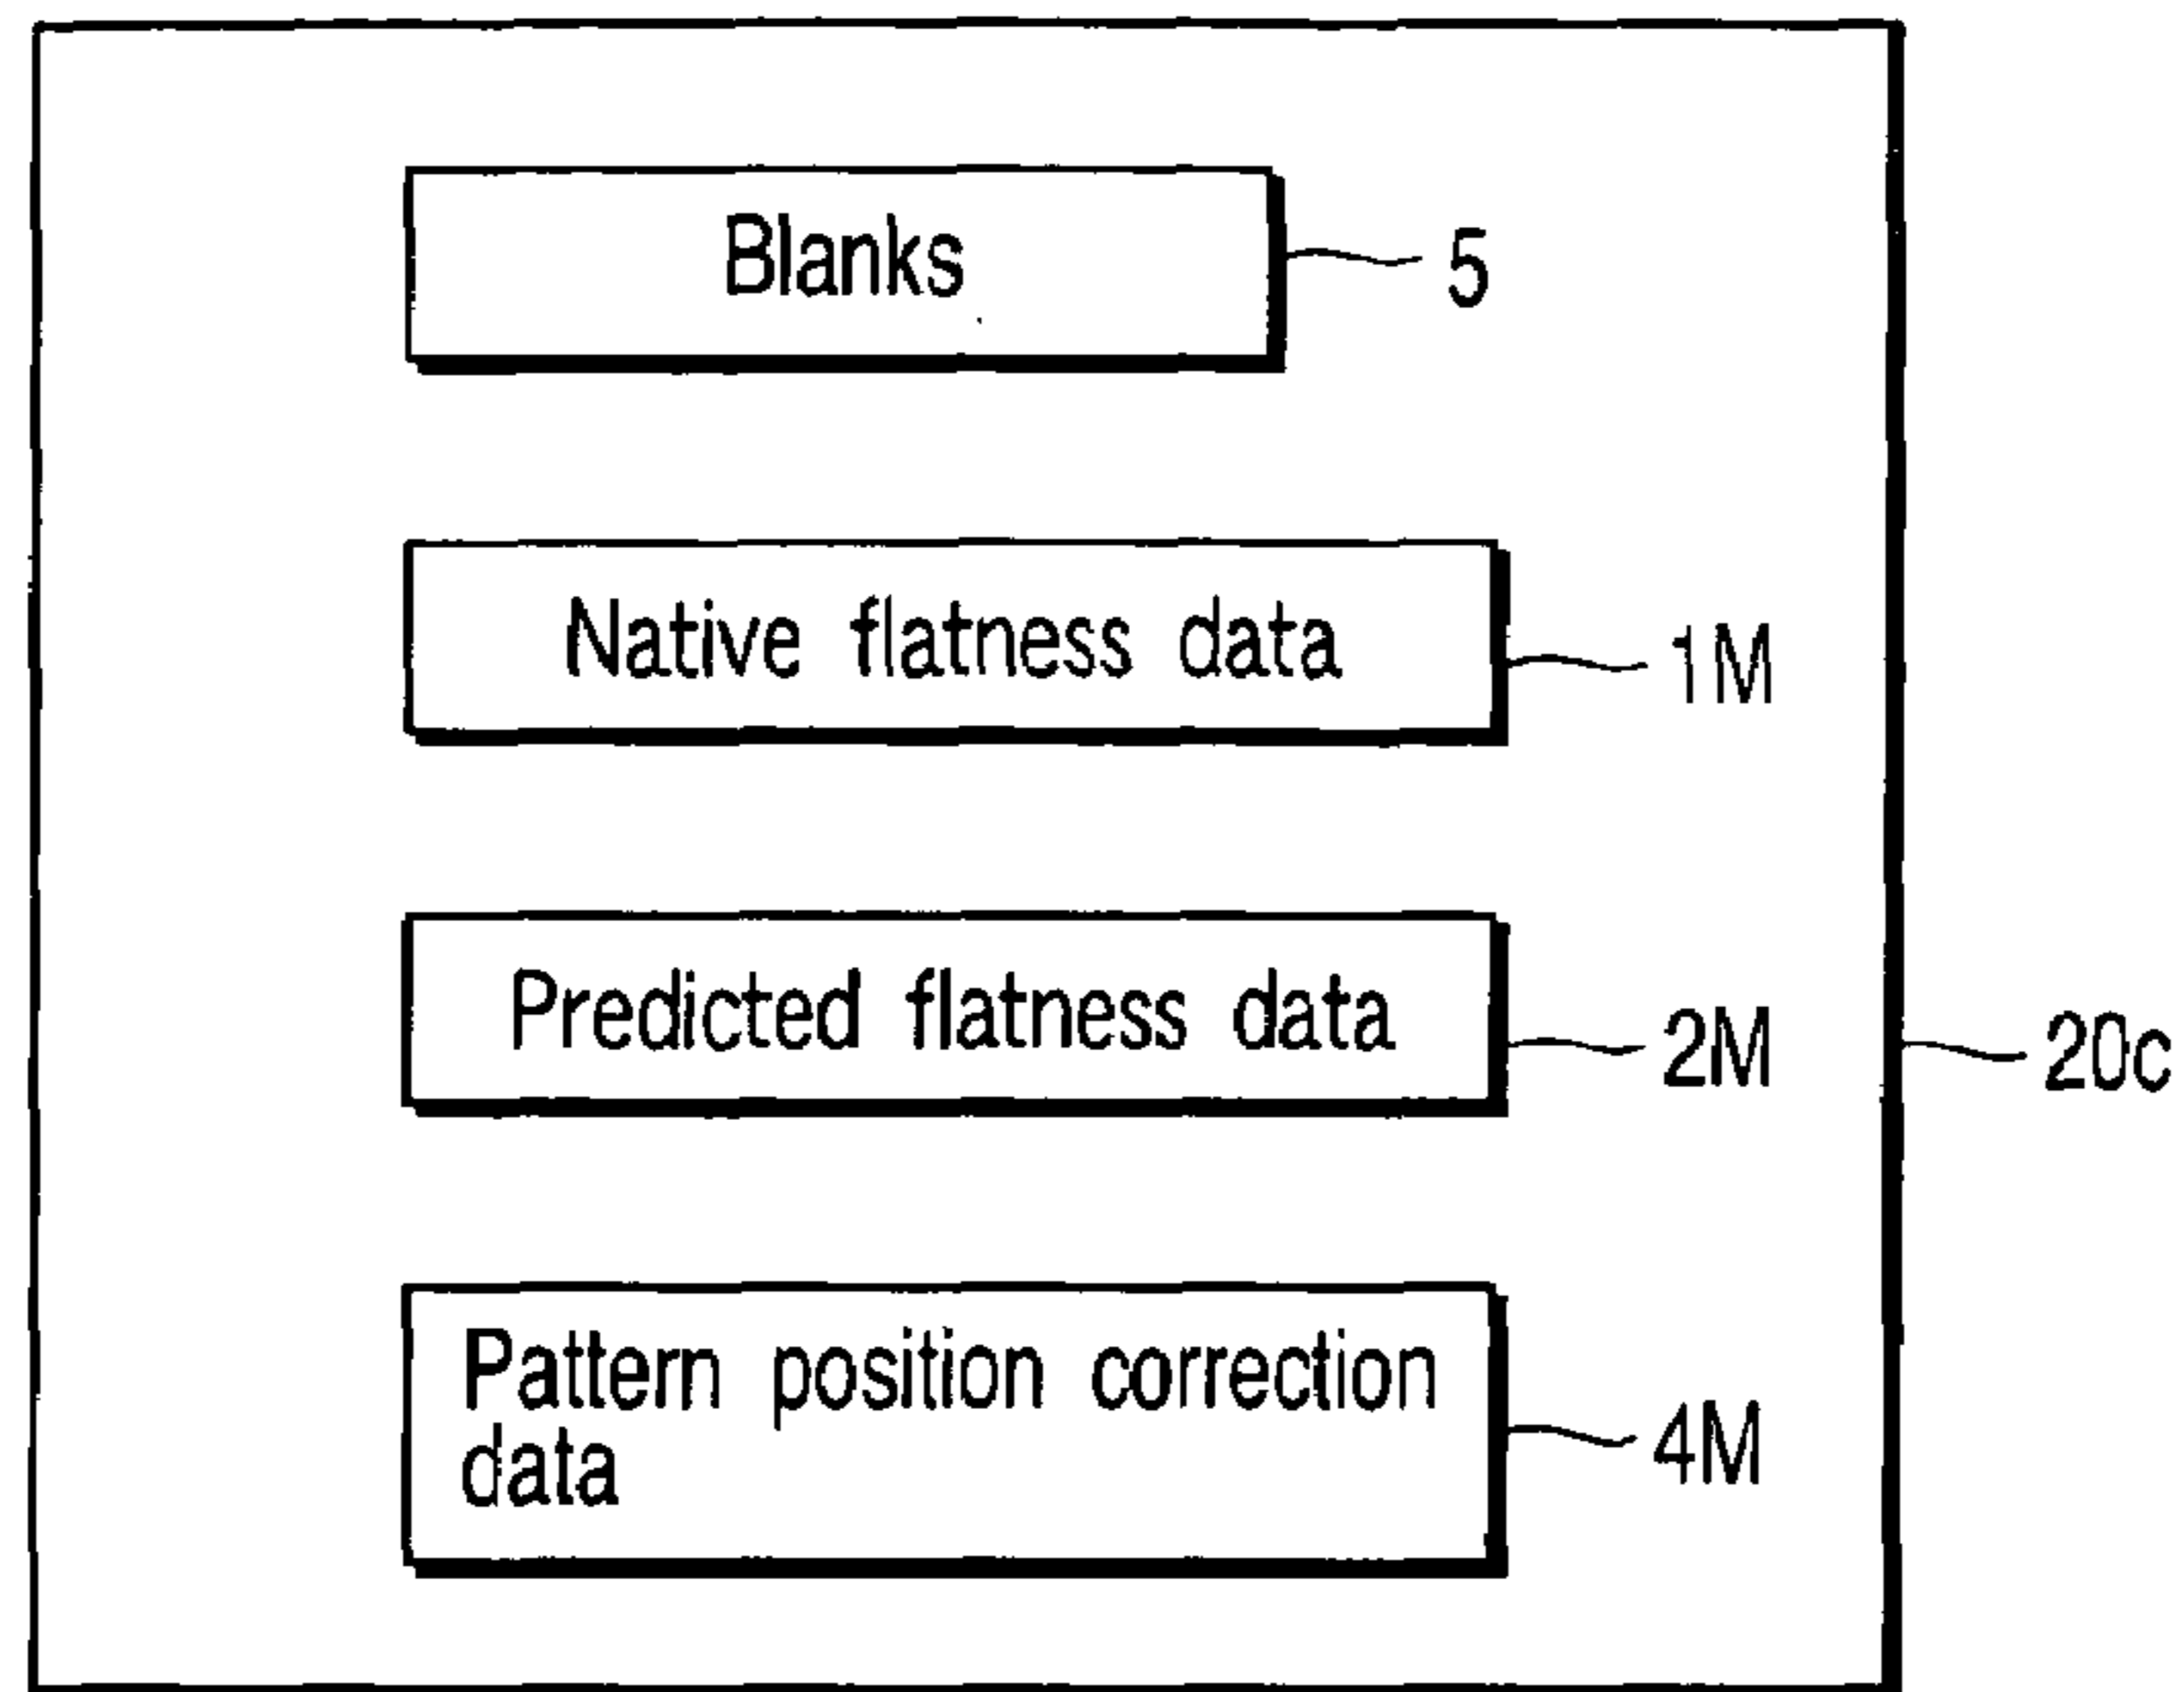 Blanks
5
Native flatness data
1M
Predicted flatness data
2M
20c
Pattern position correction
data
4M